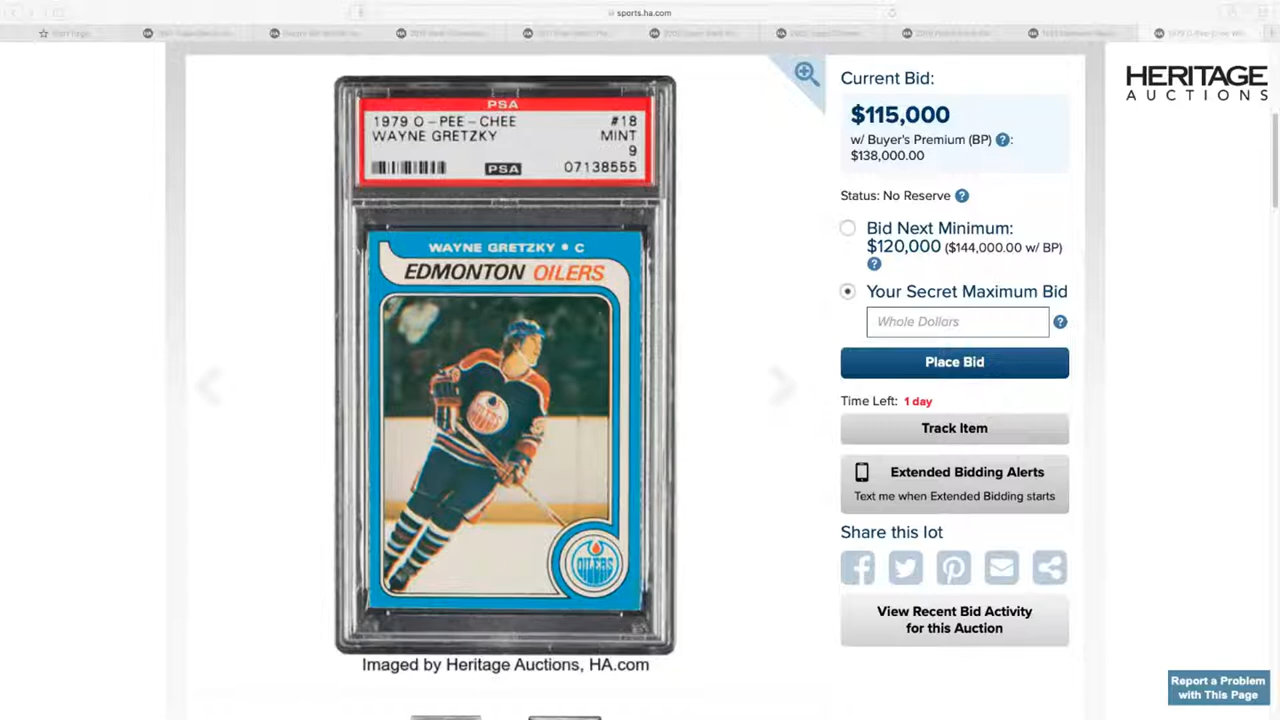 sports.ha.com
PSA
1979 O-PEE-CHEE #18
WAYNE GRETZKY MINT
9
PSA 07138555
WAYNE GRETZKY • C
EDMONTON OILERS
OILERS
OILERS
Imaged by Heritage Auctions, HA.com
Current Bid:
$115,000
w/ Buyer's Premium (BP) ? :
$138,000.00
Status: No Reserve ?
Bid Next Minimum:
$120,000 ($144,000.00 w/ BP)
?
Your Secret Maximum Bid
Whole Dollars ?
Place Bid
Time Left: 1 day
Track Item
Extended Bidding Alerts
Text me when Extended Bidding starts
Share this lot
View Recent Bid Activity
for this Auction
HERITAGE
AUCTIONS
Report a Problem
with This Page